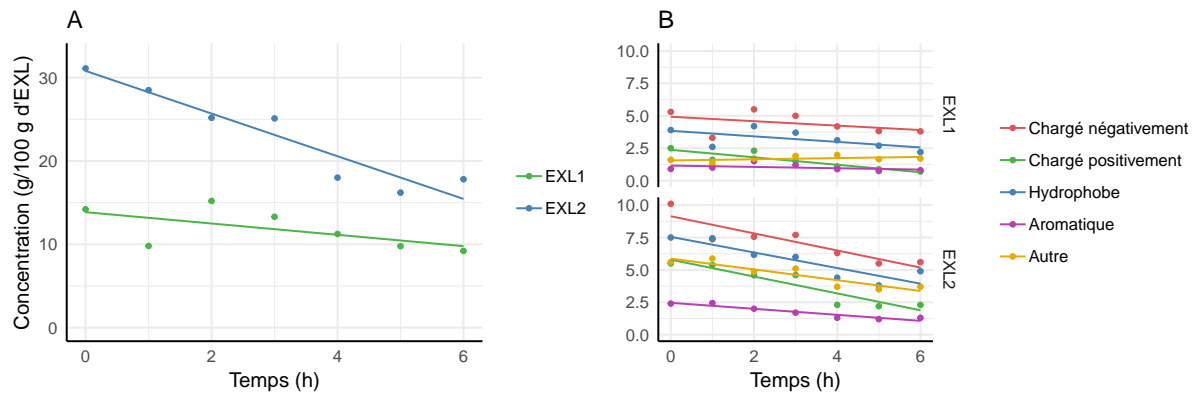 A
Concentration (g/100 g d'EXL)
30
20
10
0
0
2
4
6
Temps (h)
EXL1
EXL2
B
10.0
7.5
5.0
2.5
0.0
EXL1
10.0
7.5
5.0
2.5
0.0
EXL2
0
2
4
6
Temps (h)
Chargé négativement
Chargé positivement
Hydrophobe
Aromatique
Autre